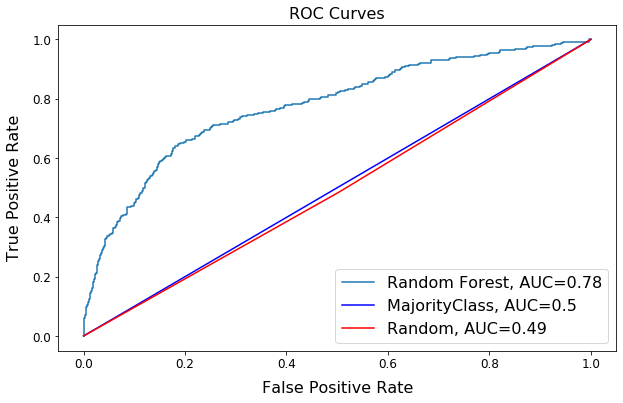 ROC Curves
True Positive Rate
1.0
0.8
0.6
0.4
0.2
0.0
Random Forest, AUC=0.78
MajorityClass, AUC=0.5
Random, AUC=0.49
0.0 0.2 0.4 0.6 0.8 1.0
False Positive Rate